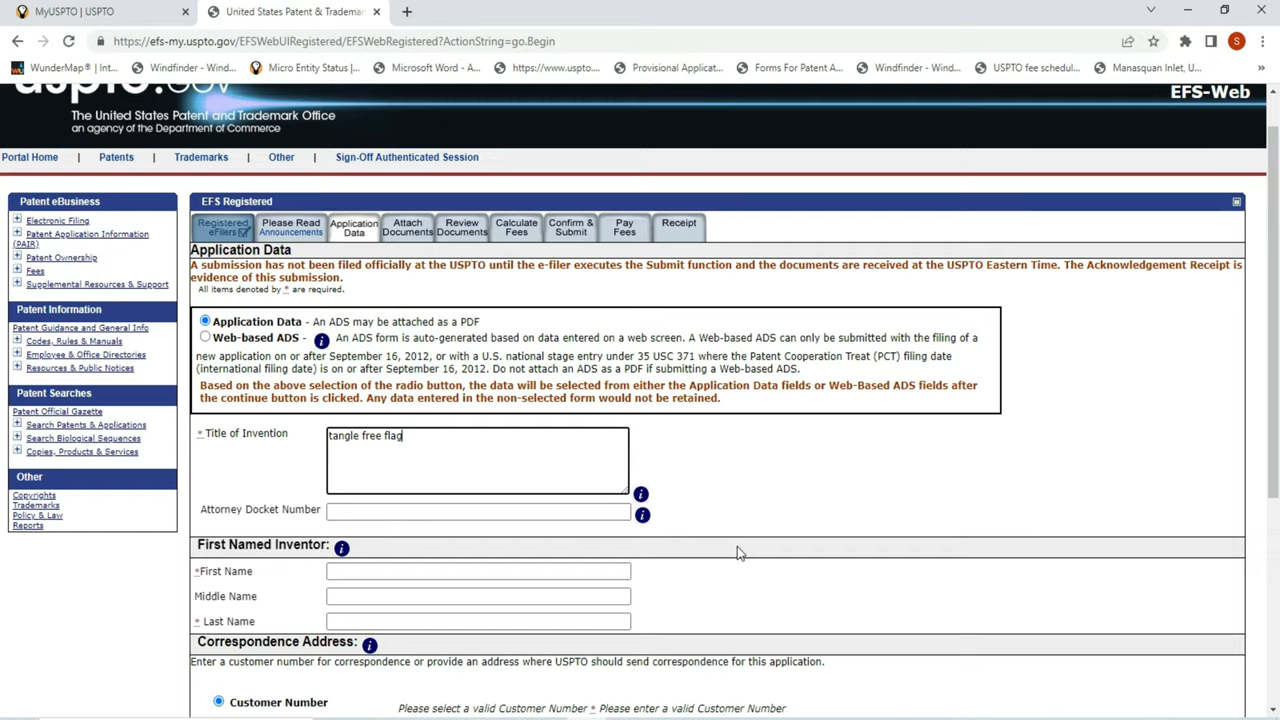 MyUSPTO | USPTO
United States Patent & Tradema
https://efs-my.uspto.gov/EFSWebUIRegistered/EFSWebRegistered?ActionString=go.Begin
S
WunderMap® | Int...
Windfinder - Wind...
Micro Entity Status |...
Microsoft Word - A...
https://www.uspto....
Provisional Applicat...
Forms For Patent A...
Windfinder - Wind...
USPTO fee schedul...
Manasquan Inlet, U...
uspto.gov
EFS-Web
The United States Patent and Trademark Office
an agency of the Department of Commerce
Portal Home | Patents | Trademarks | Other | Sign-Off Authenticated Session
Patent eBusiness
Electronic Filing
Patent Application Information
(PAIR)
Patent Ownership
Fees
Supplemental Resources & Support
Patent Information
Patent Guidance and General Info
Codes, Rules & Manuals
Employee & Office Directories
Resources & Public Notices
Patent Searches
Patent Official Gazette
Search Patents & Applications
Search Biological Sequences
Copies, Products & Services
Other
Copyrights
Trademarks
Policy & Law
Reports
EFS Registered
Registered
eFilers
Please Read
Announcements
Application
Data
Attach
Documents
Review
Documents
Calculate
Fees
Confirm &
Submit
Pay
Fees
Receipt
Application Data
A submission has not been filed officially at the USPTO until the e-filer executes the Submit function and the documents are received at the USPTO Eastern Time. The Acknowledgement Receipt is
evidence of this submission.
All items denoted by * are required.
Application Data - An ADS may be attached as a PDF
Web-based ADS - i An ADS form is auto-generated based on data entered on a web screen. A Web-based ADS can only be submitted with the filing of a
new application on or after September 16, 2012, or with a U.S. national stage entry under 35 USC 371 where the Patent Cooperation Treat (PCT) filing date
(international filing date) is on or after September 16, 2012. Do not attach an ADS as a PDF if submitting a Web-based ADS.
Based on the above selection of the radio button, the data will be selected from either the Application Data fields or Web-Based ADS fields after
the continue button is clicked. Any data entered in the non-selected form would not be retained.
* Title of Invention
tangle free flag
i
Attorney Docket Number
i
First Named Inventor: i
*First Name
Middle Name
* Last Name
Correspondence Address: i
Enter a customer number for correspondence or provide an address where USPTO should send correspondence for this application.
Customer Number
Please select a valid Customer Number * Please enter a valid Customer Number